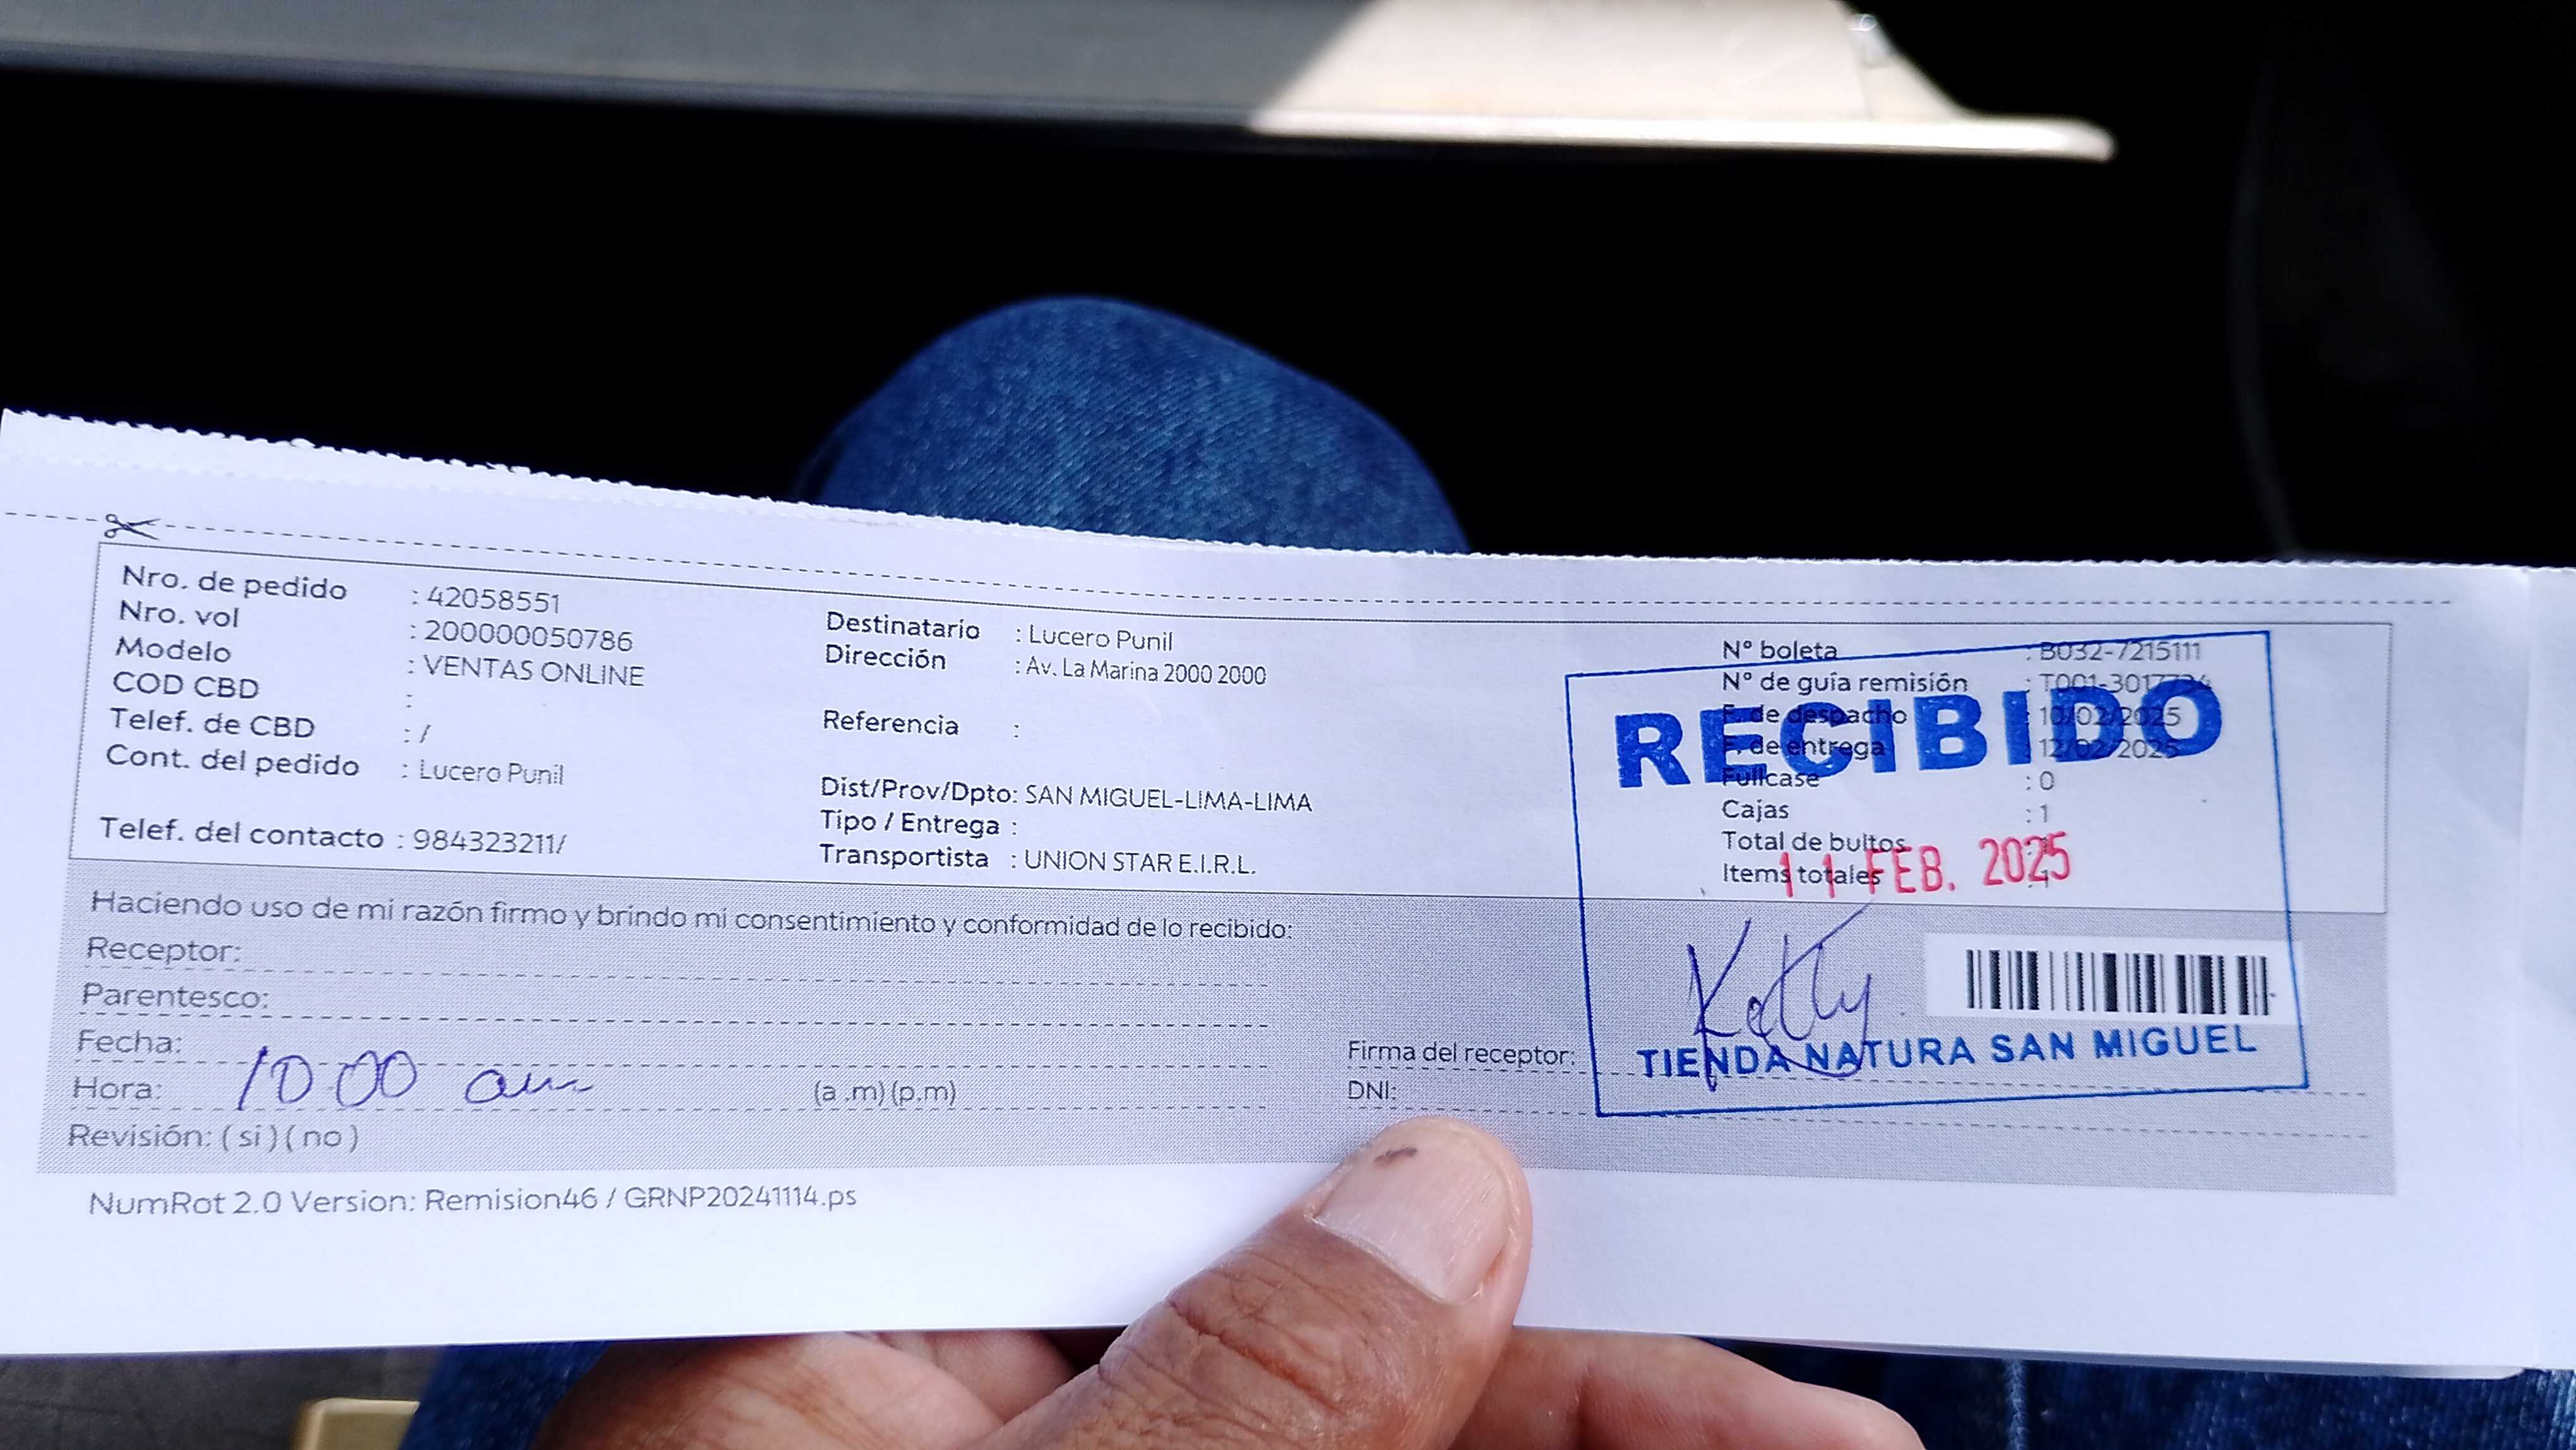 Nro. de pedido : 42058551
Nro. vol : 200000050786
Modelo : VENTAS ONLINE
COD CBD :
Telef. de CBD : /
Cont. del pedido : Lucero Punil
Telef. del contacto : 984323211/
Destinatario : Lucero Punil
Dirección : Av. La Marina 2000 2000
Referencia :
Dist/Prov/Dpto: SAN MIGUEL-LIMA-LIMA
Tipo / Entrega :
Transportista : UNION STAR E.I.R.L.
N° boleta : B032-7215111
N° de guía remisión
F. de despacho : 10/02/2025
F. de entrega : 12/02/2025
Fullcase : 0
Cajas : 1
Total de bultos
Items totales
RECIBIDO
11 FEB. 2025
Katty
TIENDA NATURA SAN MIGUEL
Haciendo uso de mi razón firmo y brindo mi consentimiento y conformidad de lo recibido:
Receptor:
Parentesco:
Fecha:
Hora: 10:00 am (a .m) (p.m)
Revisión: ( si ) ( no )
Firma del receptor:
DNI:
NumRot 2.0 Version: Remision46 / GRNP20241114.ps